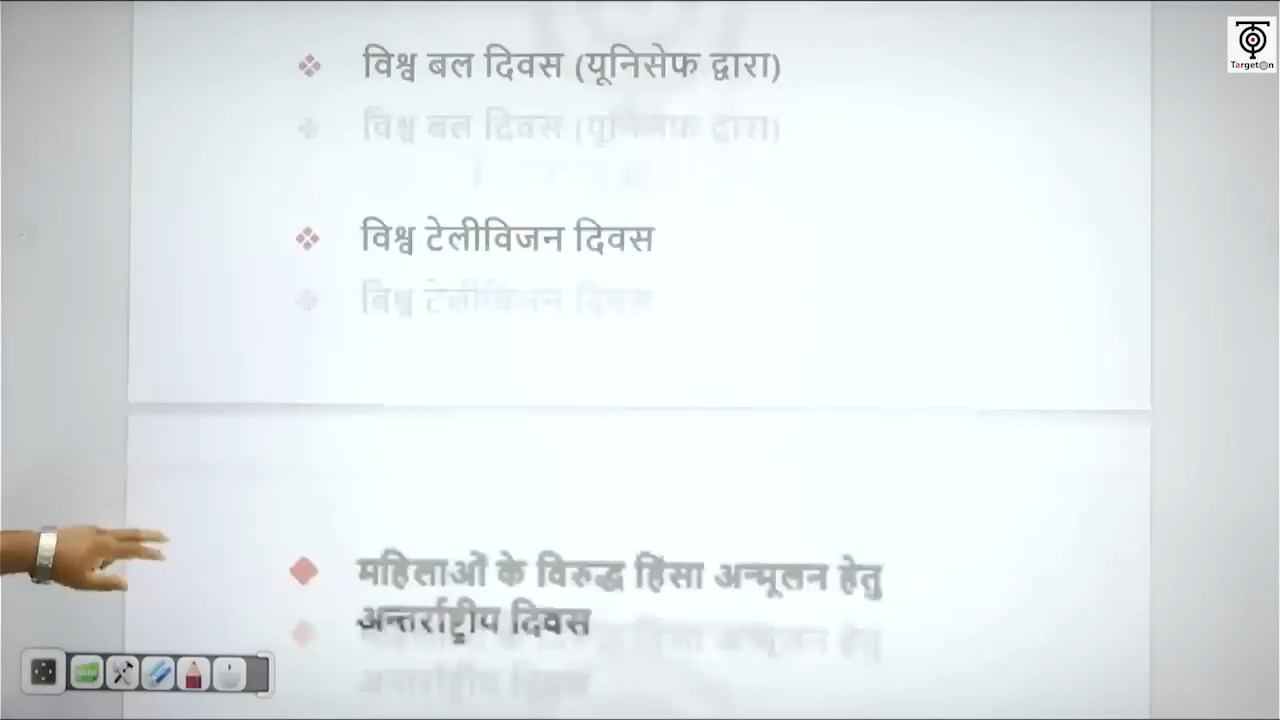 TargetOn
विश्व बल दिवस (यूनिसेफ द्वारा)
विश्व टेलीविजन दिवस
महिलाओं के विरुद्ध हिंसा अन्मूलन हेतु
अन्तर्राष्ट्रीय दिवस